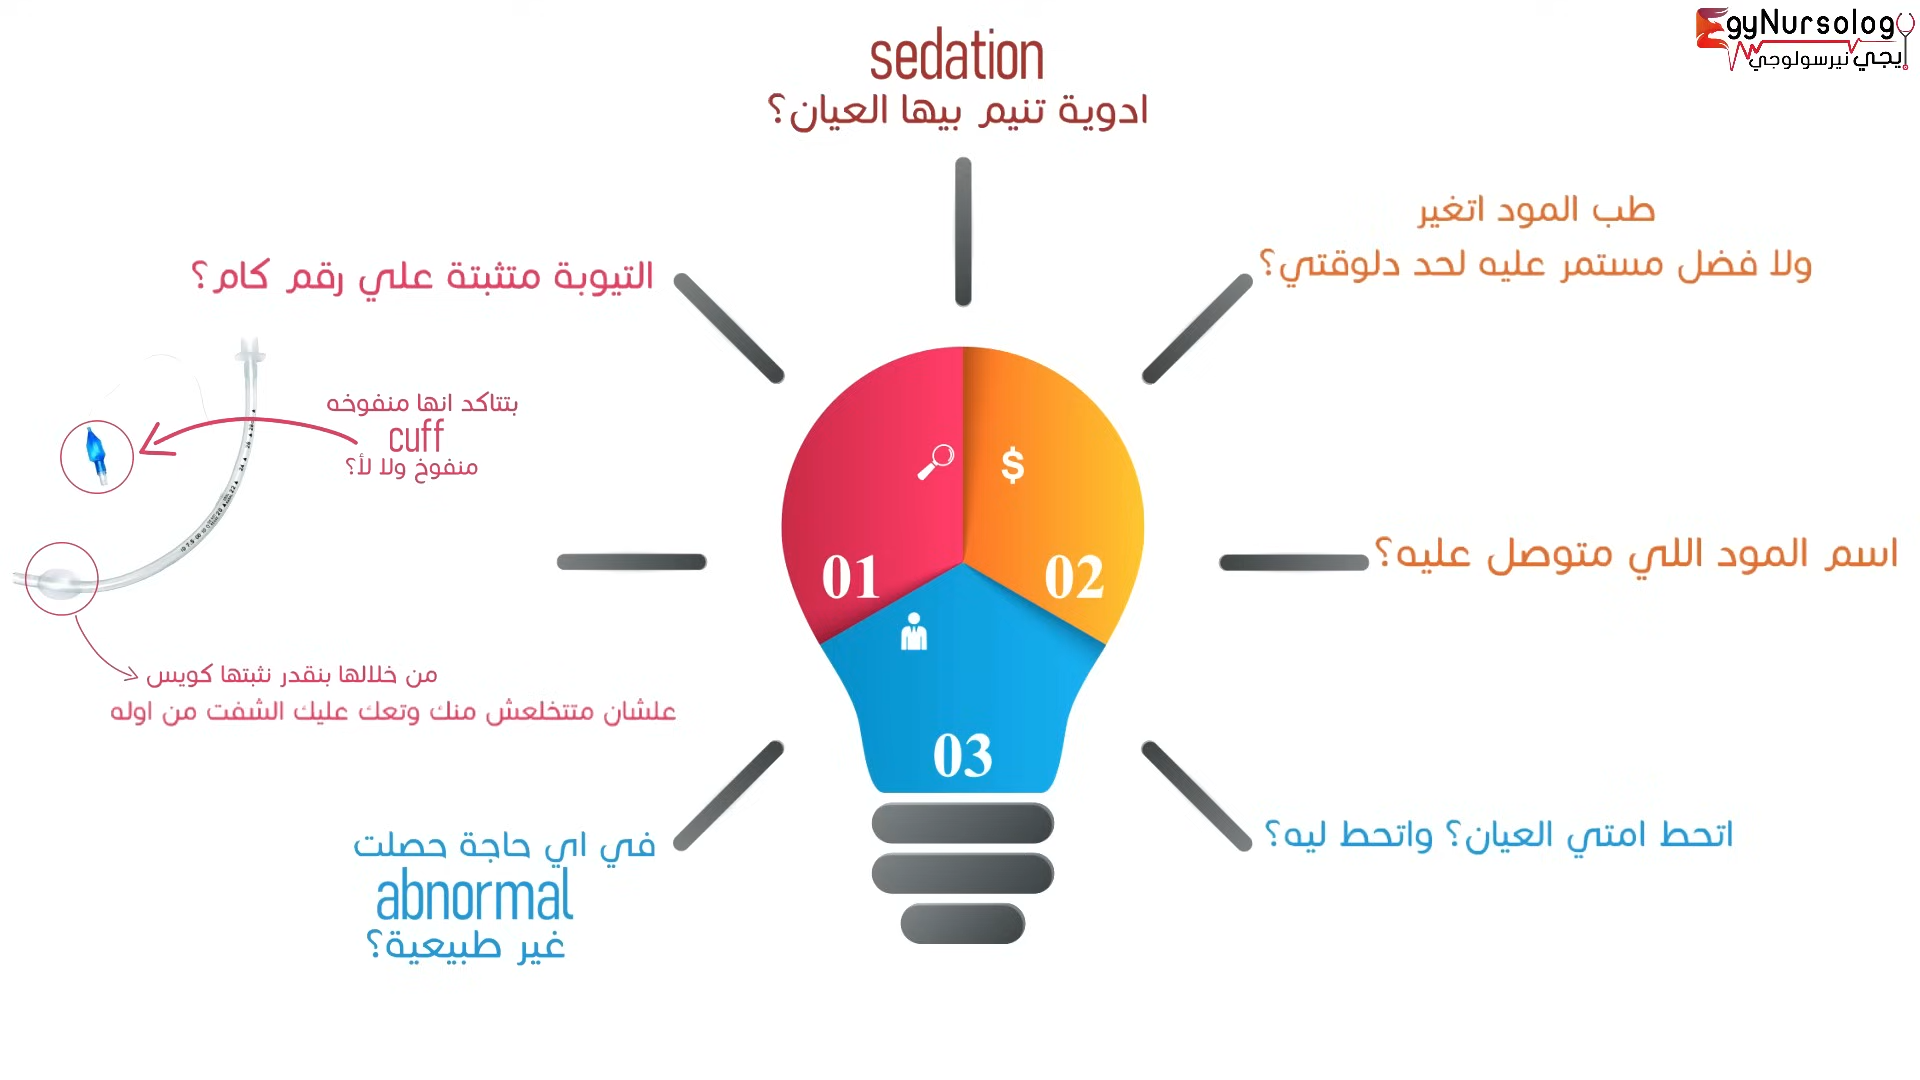 EgyNursology
إيجي نيرسولوجي
sedation
ادوية تنيم بيها العيان؟
طب المود اتغير
ولا فضل مستمر عليه لحد دلوقتي؟
اسم المود اللي متوصل عليه؟
اتحط امتي العيان؟ واتحط ليه؟
التيوبة متثبتة علي رقم كام؟
بتتاكد انها منفوخه
cuff
منفوخ ولا لأ؟
من خلالها بنقدر نثبتها كويس
علشان متتخلعش منك وتعك عليك الشفت من اوله
في اي حاجة حصلت
abnormal
غير طبيعية؟
$
01
02
03